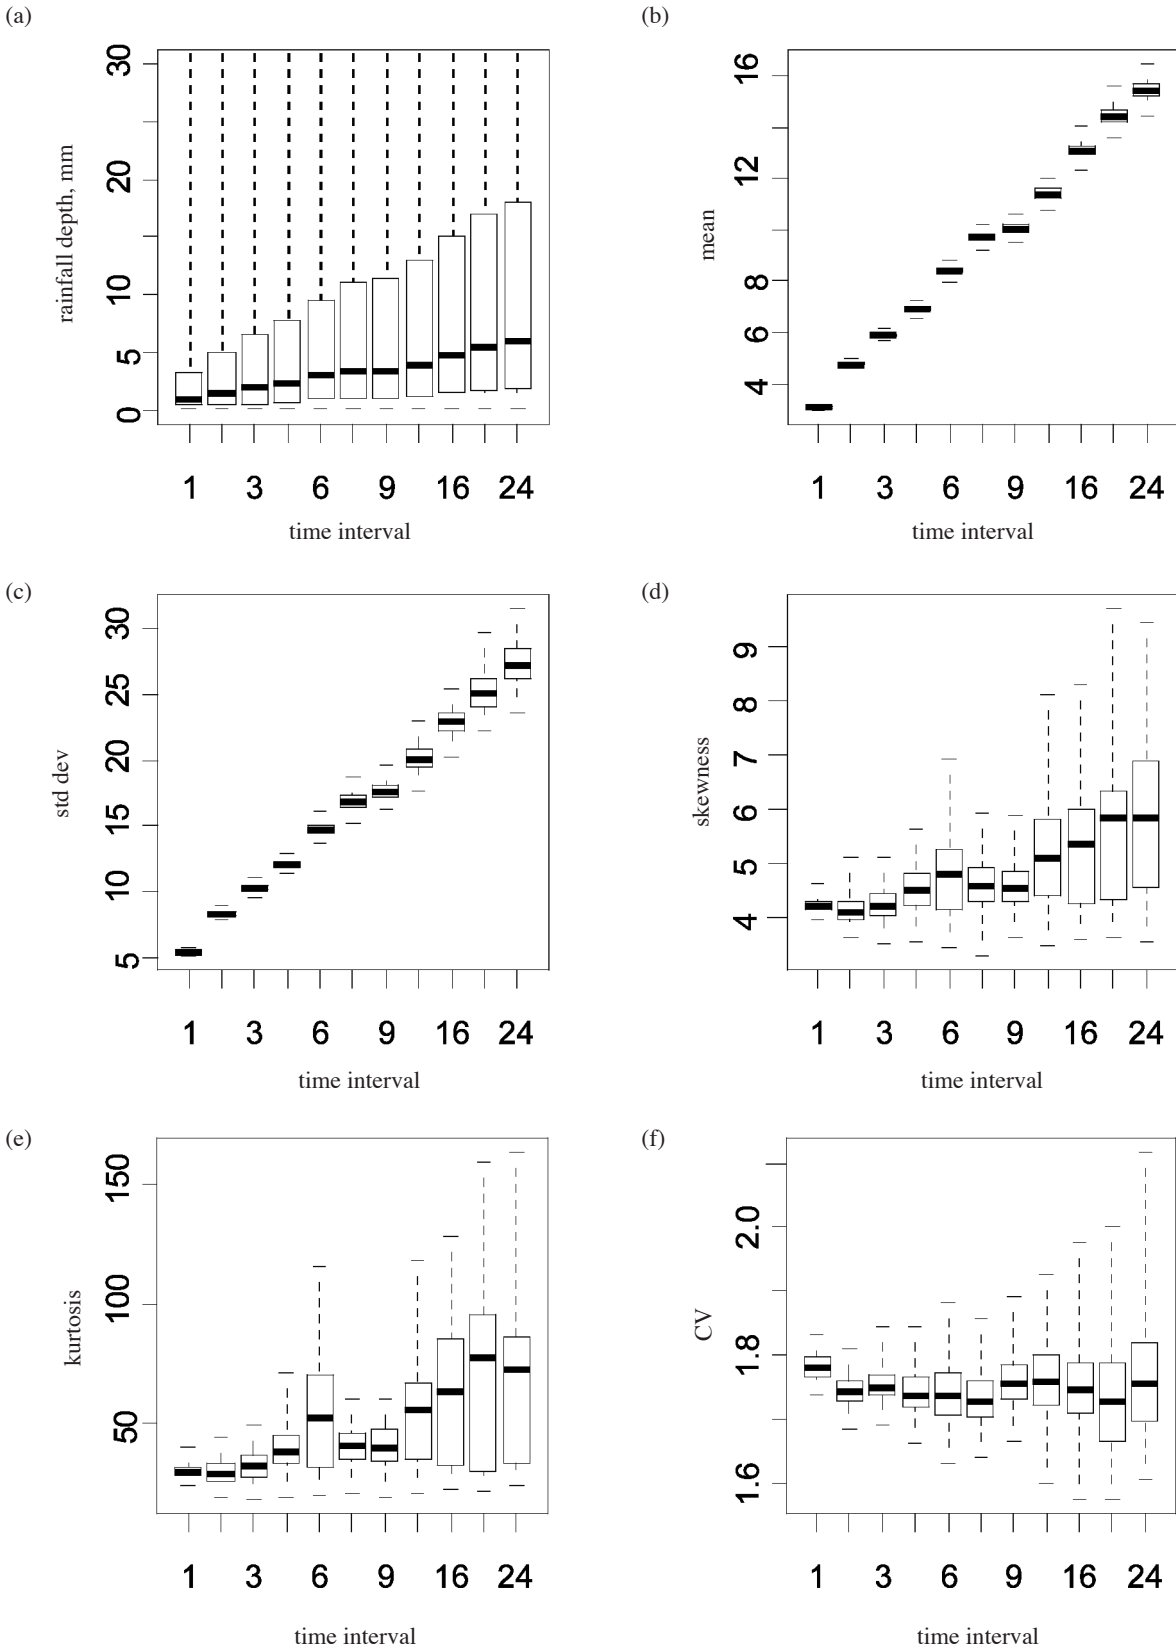 (a)
30
20
10
5
0
rainfall depth, mm
1 3 6 9 16 24
time interval
(b)
16
12
8
6
4
mean
1 3 6 9 16 24
time interval
(c)
30
25
20
15
10
5
std dev
1 3 6 9 16 24
time interval
(d)
9
8
7
6
5
4
skewness
1 3 6 9 16 24
time interval
(e)
150
100
50
kurtosis
1 3 6 9 16 24
time interval
(f)
2.0
1.8
1.6
CV
1 3 6 9 16 24
time interval